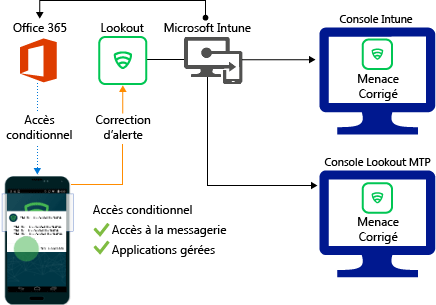 Office 365
Lookout
Microsoft Intune
Console Intune
Menace
Corrigé
Accès
conditionnel
Correction
d'alerte
Console Lookout MTP
Menace
Corrigé
Accès conditionnel
Accès à la messagerie
Applications gérées